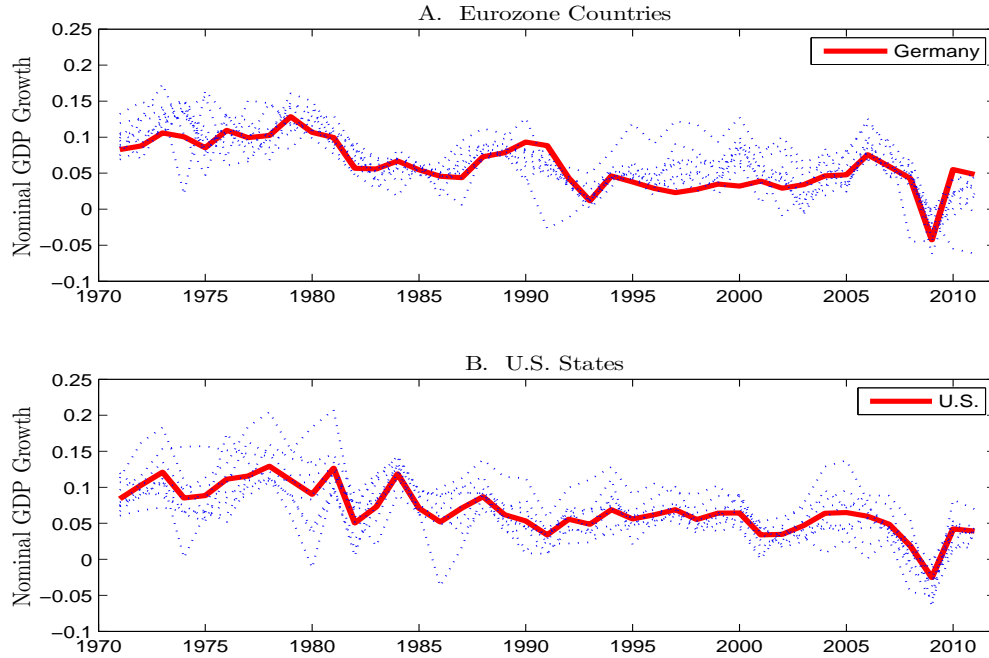 A. Eurozone Countries
Nominal GDP Growth
0.25
0.2
0.15
0.1
0.05
0
−0.05
−0.1
Germany
1970 1975 1980 1985 1990 1995 2000 2005 2010
B. U.S. States
Nominal GDP Growth
0.25
0.2
0.15
0.1
0.05
0
−0.05
−0.1
U.S.
1970 1975 1980 1985 1990 1995 2000 2005 2010